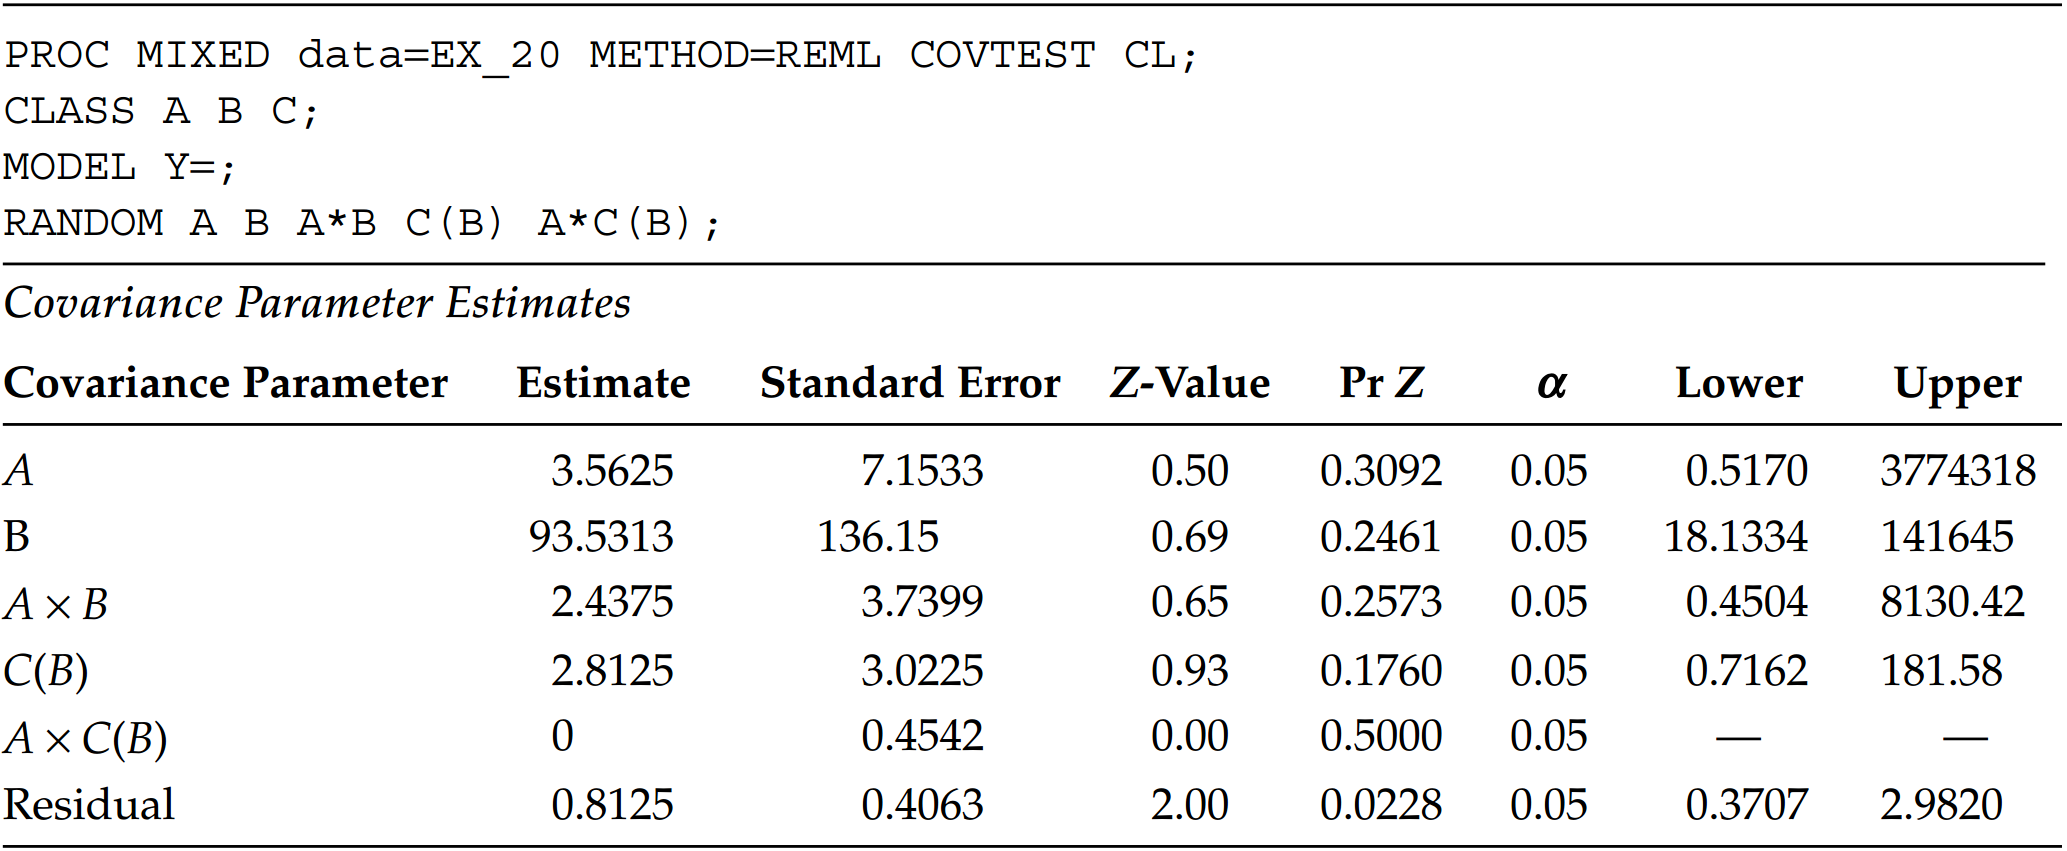 PROC MIXED data=EX_20 METHOD=REML COVTEST CL;
CLASS A B C;
MODEL Y=;
RANDOM A B A*B C(B) A*C(B);
Covariance Parameter Estimates
Covariance Parameter Estimate Standard Error Z-Value Pr Z α Lower Upper
A 3.5625 7.1533 0.50 0.3092 0.05 0.5170 3774318
B 93.5313 136.15 0.69 0.2461 0.05 18.1334 141645
A × B 2.4375 3.7399 0.65 0.2573 0.05 0.4504 8130.42
C(B) 2.8125 3.0225 0.93 0.1760 0.05 0.7162 181.58
A × C(B) 0 0.4542 0.00 0.5000 0.05 — —
Residual 0.8125 0.4063 2.00 0.0228 0.05 0.3707 2.9820